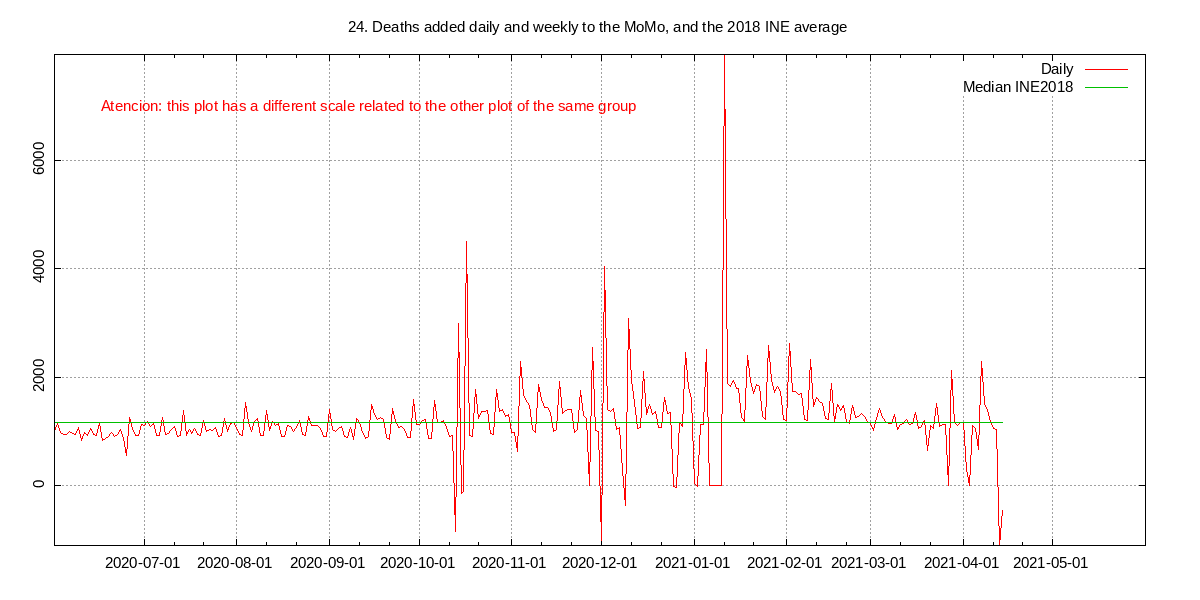 24. Deaths added daily and weekly to the MoMo, and the 2018 INE average
Daily
Median INE2018
Atencion: this plot has a different scale related to the other plot of the same group
6000
4000
2000
0
2020-07-01 2020-08-01 2020-09-01 2020-10-01 2020-11-01 2020-12-01 2021-01-01 2021-02-01 2021-03-01 2021-04-01 2021-05-01